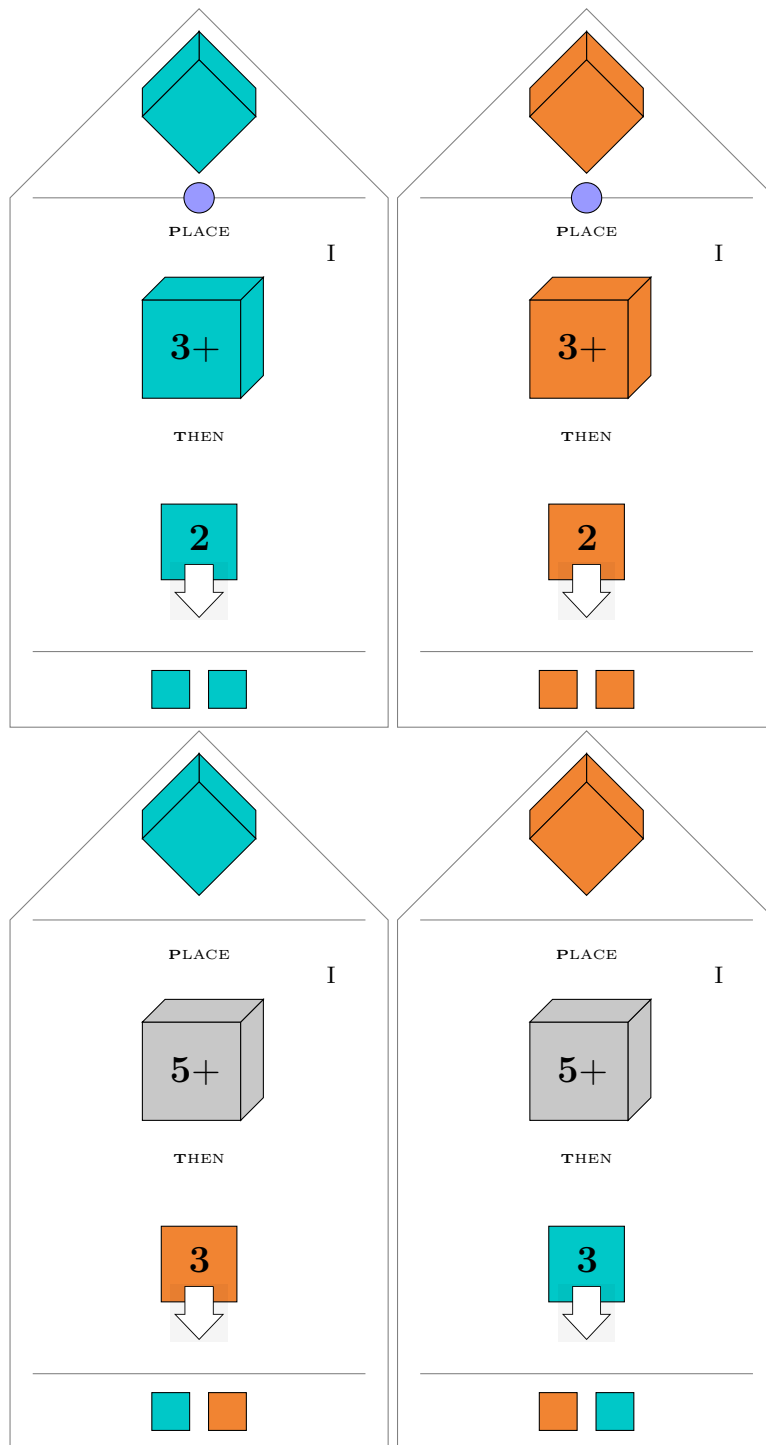 PLACE
I
3+
THEN
2
PLACE
I
3+
THEN
2
PLACE
I
5+
THEN
3
PLACE
I
5+
THEN
3